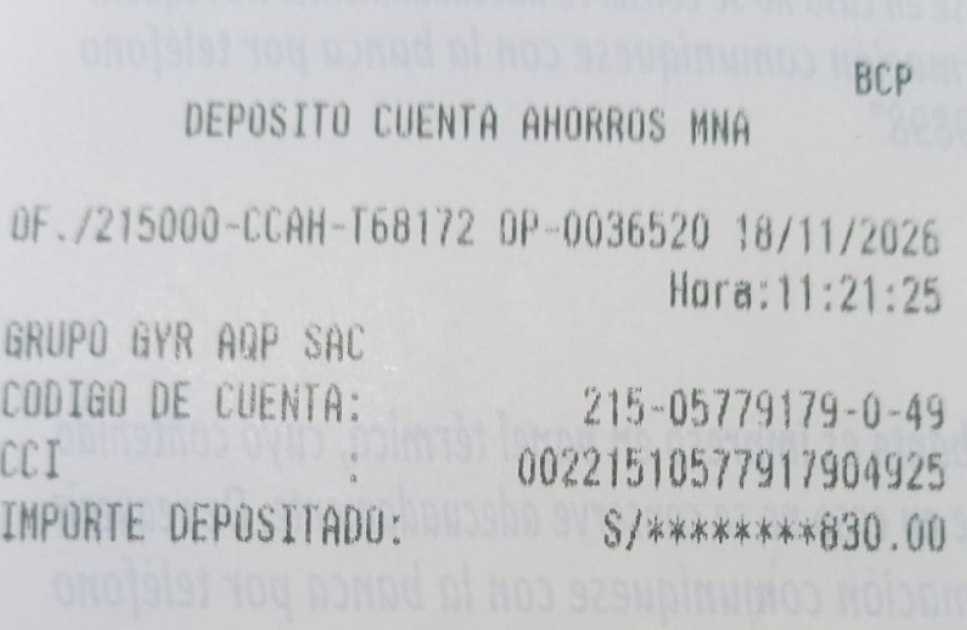 BCP
DEPOSITO CUENTA AHORROS MNA
OF./215000-CCAH-T68172 OP-0036520 18/11/2026
Hora:11:21:25
GRUPO GYR AQP SAC
CODIGO DE CUENTA: 215-05779179-0-49
CCI : 00221510577917904925
IMPORTE DEPOSITADO: S/********830.00